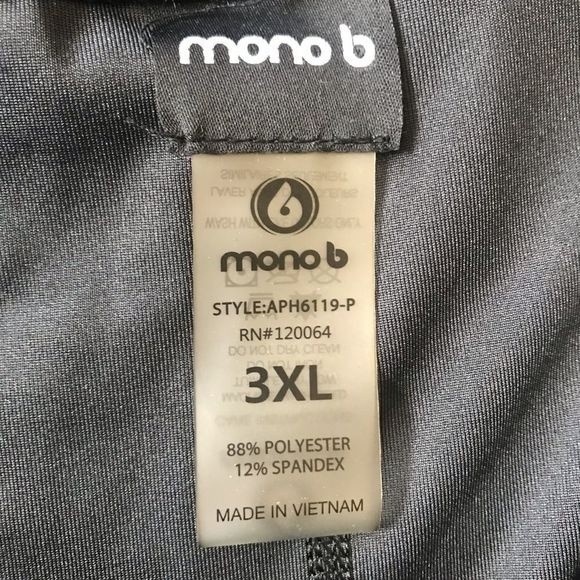 mono b
mono b
STYLE:APH6119-P
RN#120064
3XL
88% POLYESTER
12% SPANDEX
MADE IN VIETNAM